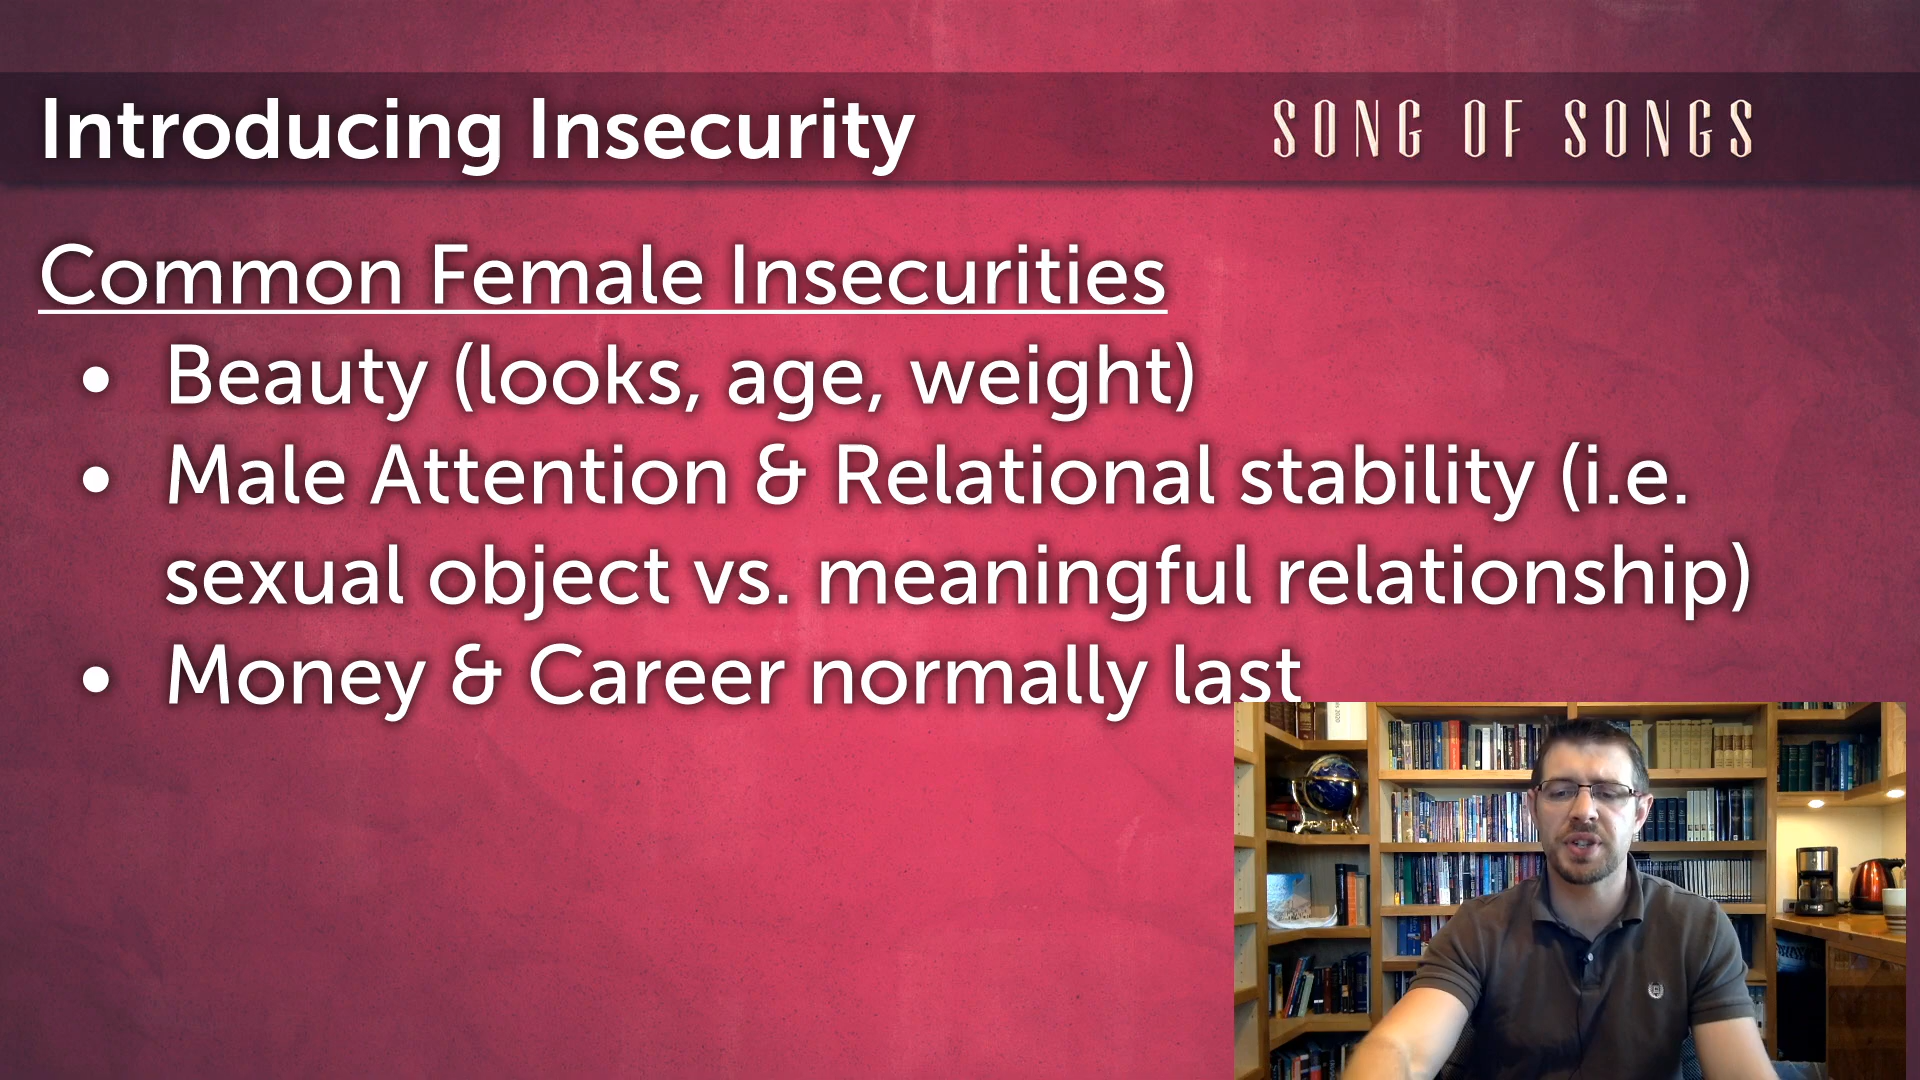 Introducing Insecurity
SONG OF SONGS
Common Female Insecurities
• Beauty (looks, age, weight)
• Male Attention & Relational stability (i.e.
sexual object vs. meaningful relationship)
• Money & Career normally last